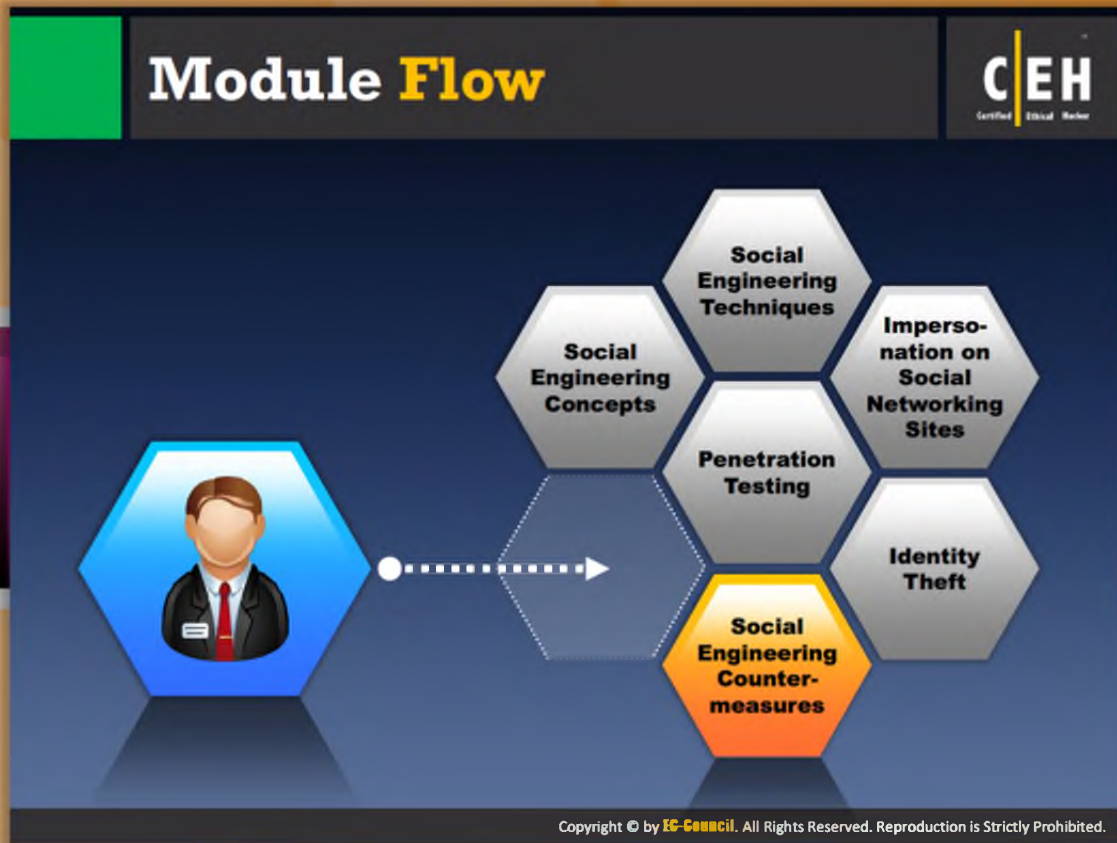 Module Flow
C EH
Certified Ethical Hacker
Social
Engineering
Techniques
Social
Engineering
Concepts
Imperso-
nation on
Social
Networking
Sites
Penetration
Testing
Identity
Theft
Social
Engineering
Counter-
measures
Copyright © by EC-Council. All Rights Reserved. Reproduction is Strictly Prohibited.